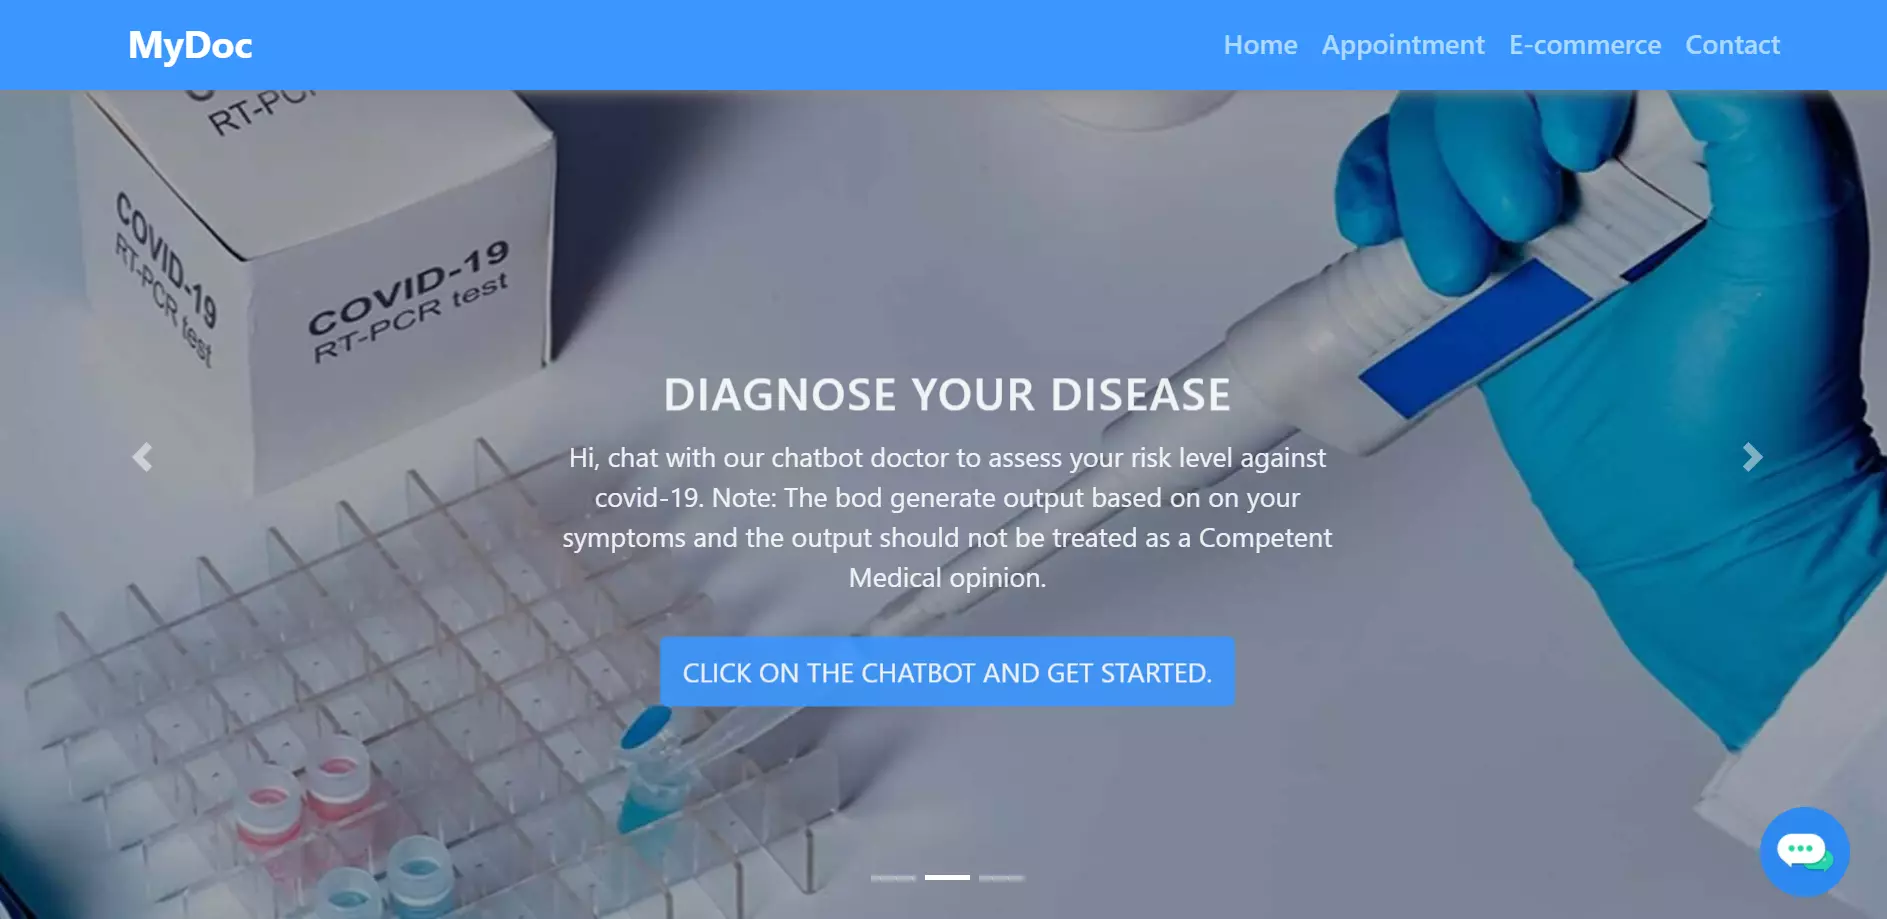 MyDoc
Home Appointment E-commerce Contact
RT-PCR
COVID-19
RT-PCR test
COVID-19
RT-PCR test
DIAGNOSE YOUR DISEASE
Hi, chat with our chatbot doctor to assess your risk level against
covid-19. Note: The bod generate output based on on your
symptoms and the output should not be treated as a Competent
Medical opinion.
CLICK ON THE CHATBOT AND GET STARTED.